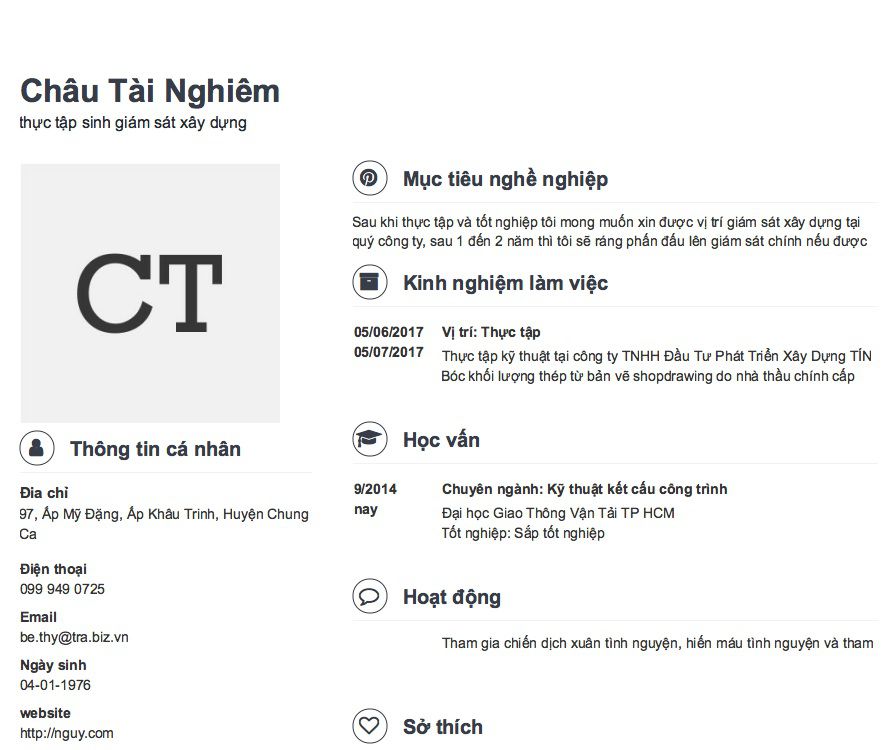 Châu Tài Nghiêm
thực tập sinh giám sát xây dựng
CT
Thông tin cá nhân
Đia chỉ
97, Ấp Mỹ Đặng, Ấp Khâu Trinh, Huyện Chung
Ca
Điện thoại
099 949 0725
Email
be.thy@tra.biz.vn
Ngày sinh
04-01-1976
website
http://nguy.com
Mục tiêu nghề nghiệp
Sau khi thực tập và tốt nghiệp tôi mong muốn xin được vị trí giám sát xây dựng tại
quý công ty, sau 1 đến 2 năm thì tôi sẽ ráng phấn đấu lên giám sát chính nếu được
Kinh nghiệm làm việc
05/06/2017
05/07/2017
Vị trí: Thực tập
Thực tập kỹ thuật tại công ty TNHH Đầu Tư Phát Triển Xây Dựng TÍN
Bóc khối lượng thép từ bản vẽ shopdrawing do nhà thầu chính cấp
Học vấn
9/2014
nay
Chuyên ngành: Kỹ thuật kết cấu công trình
Đại học Giao Thông Vận Tải TP HCM
Tốt nghiệp: Sắp tốt nghiệp
Hoạt động
Tham gia chiến dịch xuân tình nguyện, hiến máu tình nguyện và tham
Sở thích